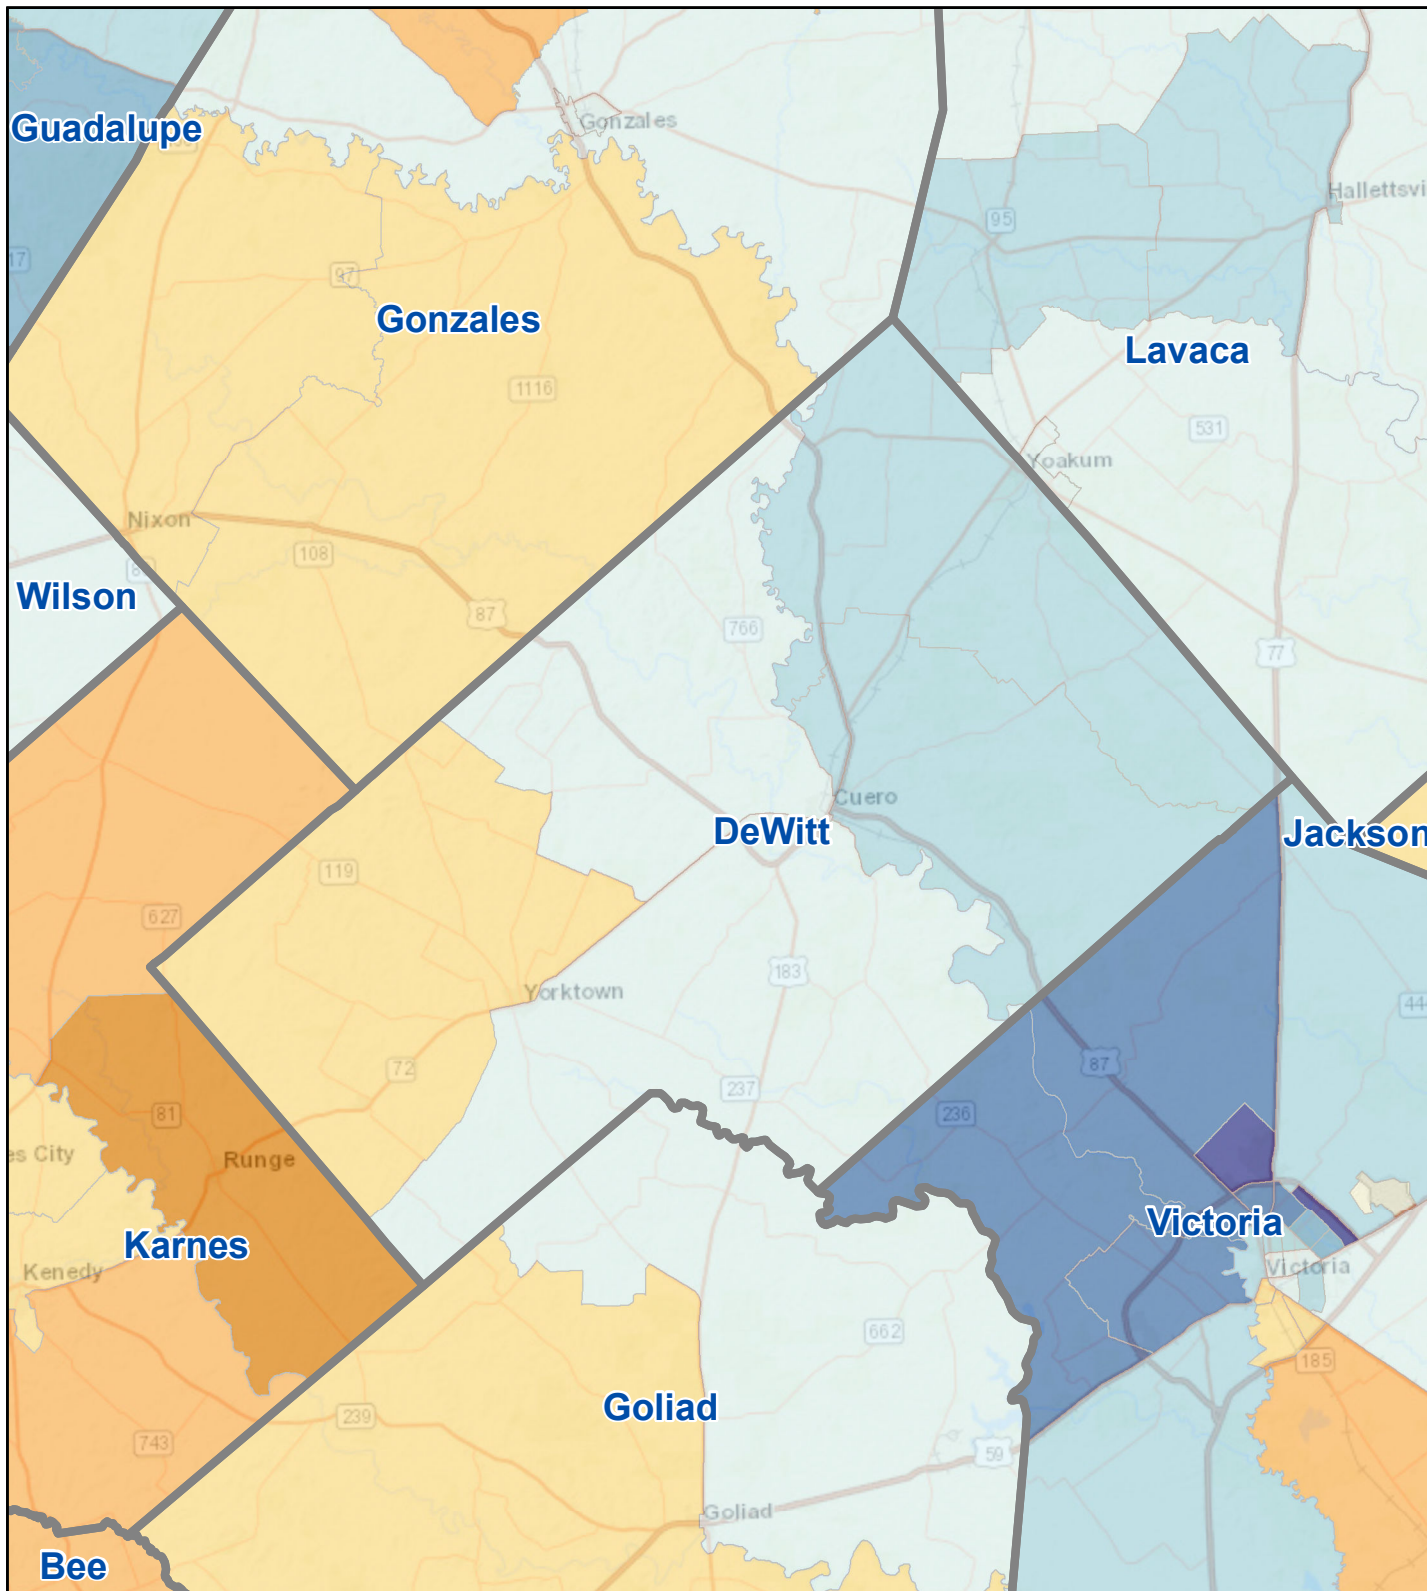 Guadalupe
Gonzales
Hallettsvi
95
17
97
Gonzales
Lavaca
1116
531
Yoakum
Nixon
108
Wilson
87
766
77
Cuero
DeWitt
Jackson
119
627
183
Yorktown
444
72
87
237
81
236
es City
Runge
Victoria
Karnes
Kenedy
Victoria
662
185
Goliad
239
743
59
Goliad
Bee